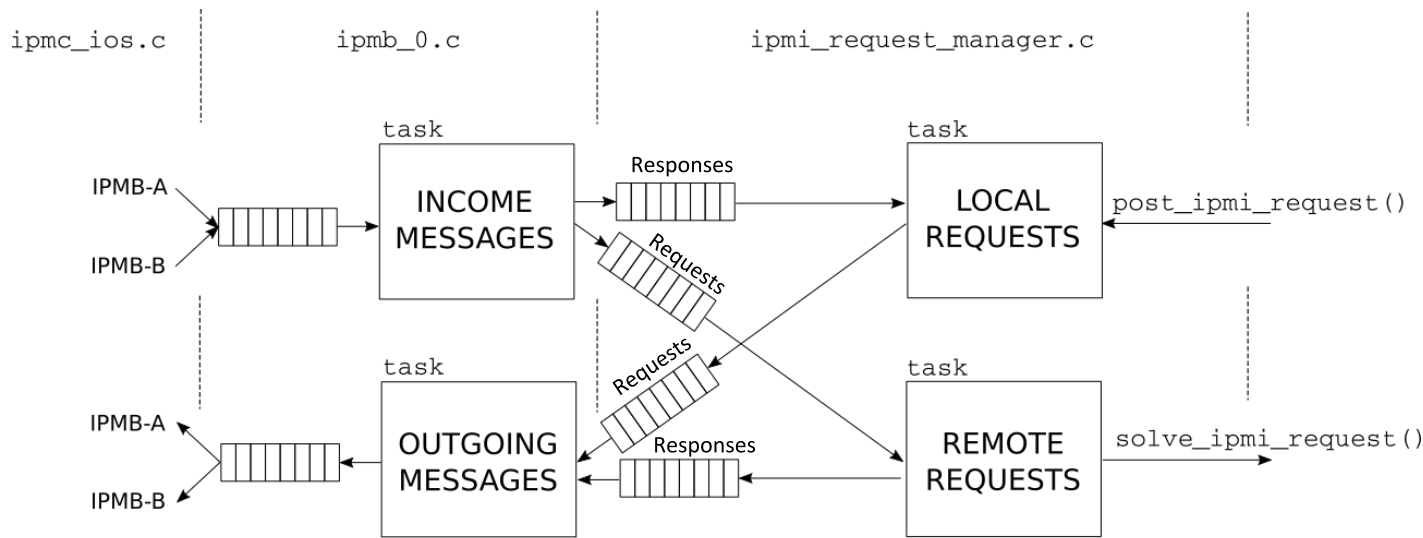 ipmc_ios.c
ipmb_0.c
ipmi_request_manager.c
task
task
Responses
IPMB-A
INCOME
MESSAGES
LOCAL
REQUESTS
post_ipmi_request()
Requests
IPMB-B
task
task
Requests
IPMB-A
OUTGOING
MESSAGES
Responses
REMOTE
REQUESTS
solve_ipmi_request()
IPMB-B